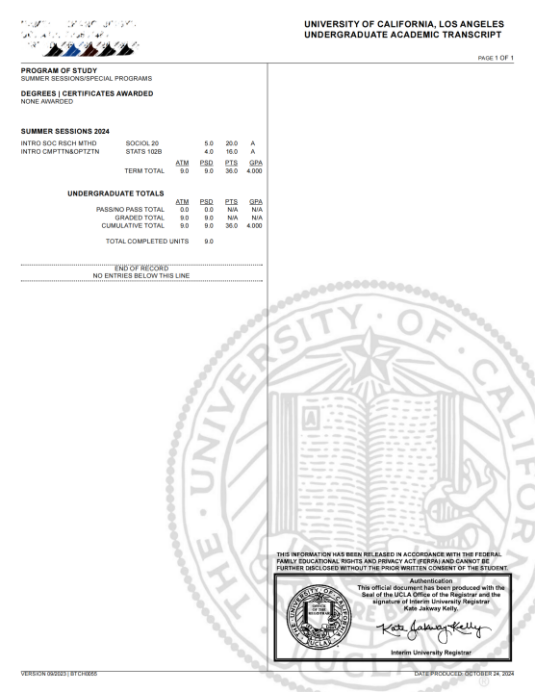 UNIVERSITY OF CALIFORNIA, LOS ANGELES
UNDERGRADUATE ACADEMIC TRANSCRIPT
PAGE 1 OF 1
PROGRAM OF STUDY
SUMMER SESSIONS/SPECIAL PROGRAMS
DEGREES | CERTIFICATES AWARDED
NONE AWARDED
SUMMER SESSIONS 2024
INTRO SOC RSCH MTHD SOCIOL 20 5.0 20.0 A
INTRO CMPTTN&OPTZTN STATS 102B 4.0 16.0 A
ATM PSD PTS GPA
TERM TOTAL 9.0 9.0 36.0 4.000
UNDERGRADUATE TOTALS
ATM PSD PTS GPA
PASS/NO PASS TOTAL 0.0 0.0 N/A N/A
GRADED TOTAL 9.0 9.0 N/A N/A
CUMULATIVE TOTAL 9.0 9.0 36.0 4.000
TOTAL COMPLETED UNITS 9.0
END OF RECORD
NO ENTRIES BELOW THIS LINE
UNIVERSITY · OF · CALIFORNIA
THIS INFORMATION HAS BEEN RELEASED IN ACCORDANCE WITH THE FEDERAL
FAMILY EDUCATIONAL RIGHTS AND PRIVACY ACT (FERPA) AND CANNOT BE
FURTHER DISCLOSED WITHOUT THE PRIOR WRITTEN CONSENT OF THE STUDENT.
Authentication
This official document has been produced with the
Seal of the UCLA Office of the Registrar and the
signature of Interim University Registrar
Kate Jakway Kelly.
Kate Jakway Kelly
Interim University Registrar
VERSION 09/2023 | BTCH0055
DATE PRODUCED: OCTOBER 24, 2024